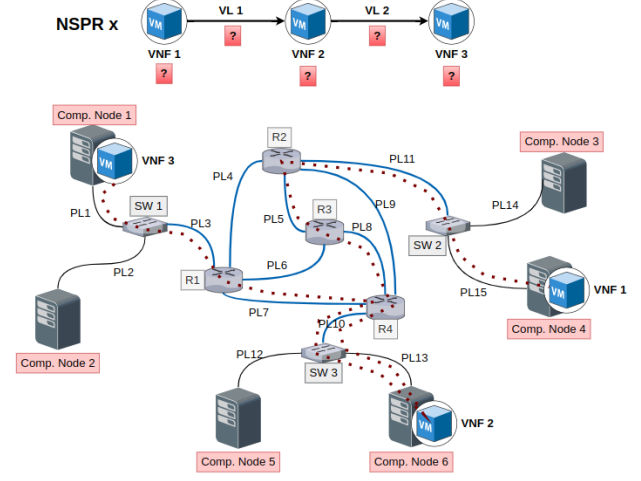 NSPR x
VM
VL 1
?
VM
VL 2
?
VM
VNF 1
VNF 2
VNF 3
?
?
?
Comp. Node 1
VM
VNF 3
R2
Comp. Node 3
PL4
PL11
PL1
SW 1
PL3
PL5
R3
PL8
PL9
PL14
SW 2
PL2
R1
PL6
PL7
PL15
VM
VNF 1
Comp. Node 2
PL10
R4
Comp. Node 4
PL12
SW 3
PL13
VM
VNF 2
Comp. Node 5
Comp. Node 6